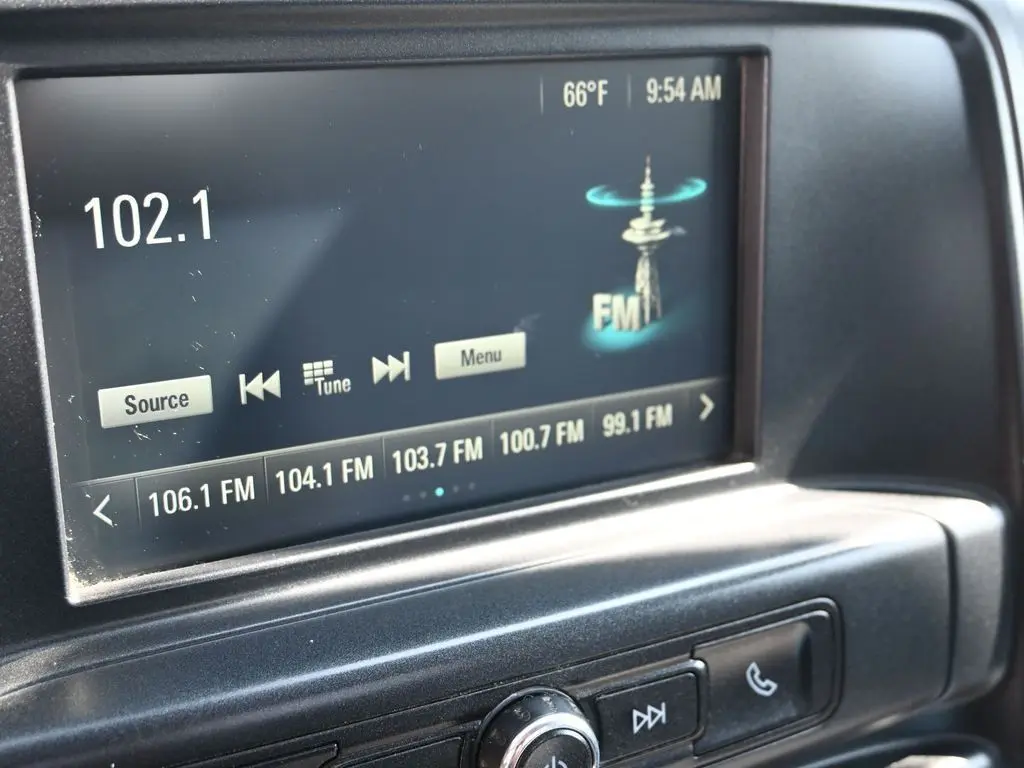 66°F 9:54 AM
102.1
FM
Source Tune Menu
106.1 FM 104.1 FM 103.7 FM 100.7 FM 99.1 FM